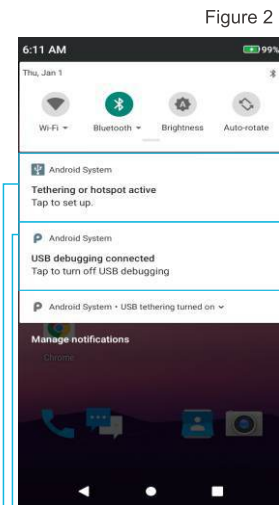 Figure 2
6:11 AM 99%
Thu, Jan 1
Wi-Fi Bluetooth Brightness Auto-rotate
Android System
Tethering or hotspot active
Tap to set up.
Android System
USB debugging connected
Tap to turn off USB debugging
Android System • USB tethering turned on
Manage notifications
Chrome